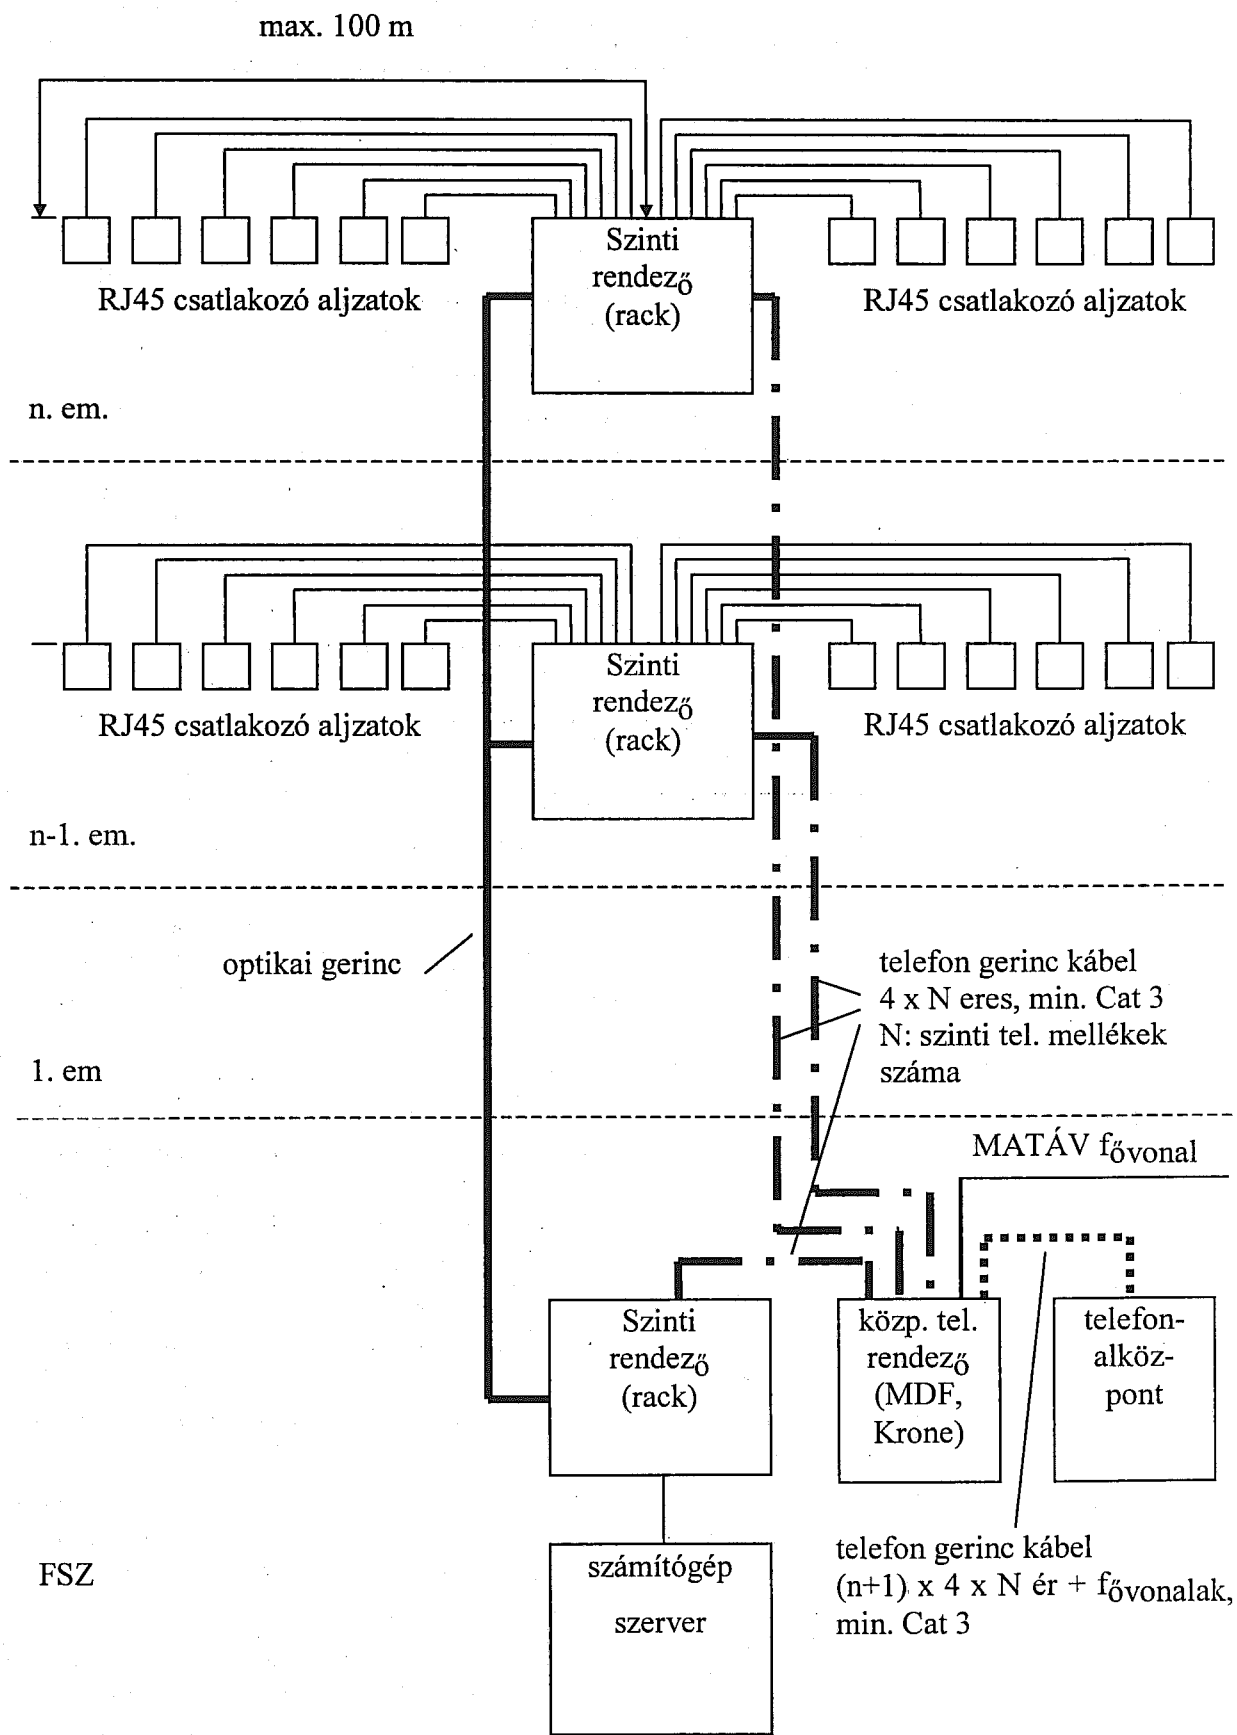 max. 100 m
Szinti
rendező
(rack)
RJ45 csatlakozó aljzatok
RJ45 csatlakozó aljzatok
n. em.
Szinti
rendező
(rack)
RJ45 csatlakozó aljzatok
RJ45 csatlakozó aljzatok
n-1. em.
optikai gerinc
telefon gerinc kábel
4 x N eres, min. Cat 3
N: szinti tel. mellékek
száma
1. em
MATÁV fővonal
Szinti
rendező
(rack)
közp. tel.
rendező
(MDF,
Krone)
telefon-
alköz-
pont
FSZ
számítógép
szerver
telefon gerinc kábel
(n+1) x 4 x N ér + fővonalak,
min. Cat 3